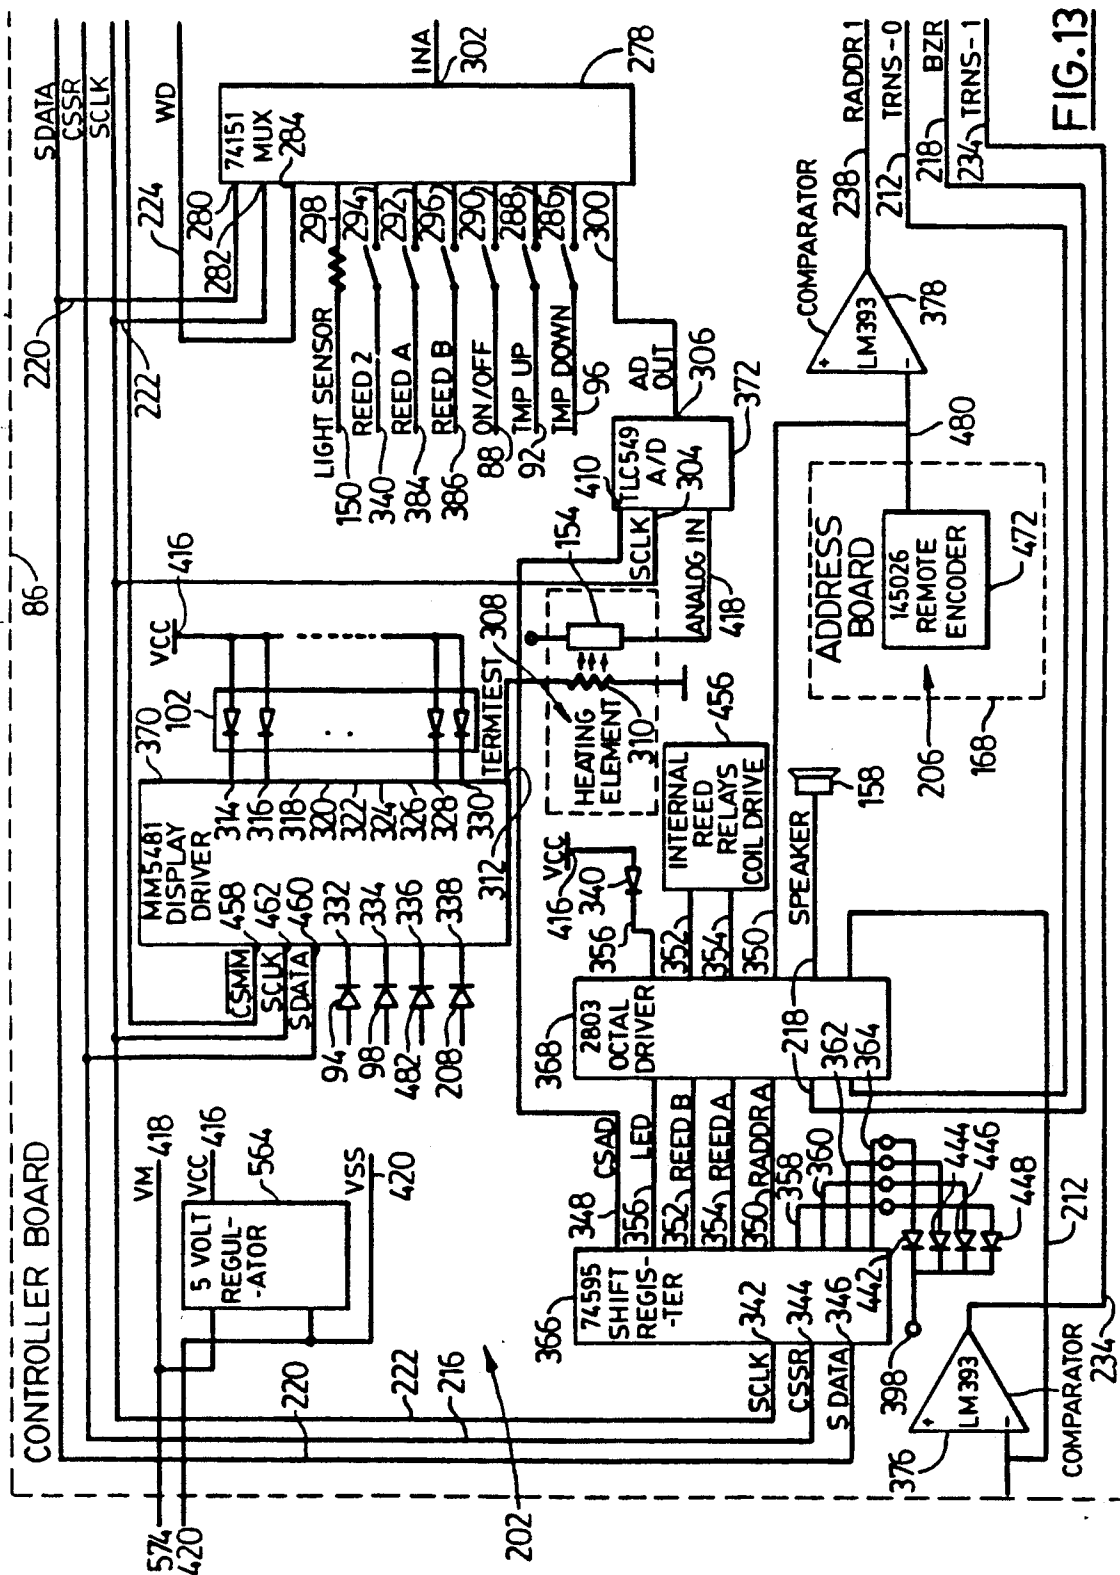 CONTROLLER BOARD
86
220
SDATA
CSSR
SCLK
222
224
WD
574
420
VM
418
VCC
416
5 VOLT
REGUL-
-ATOR
564
VSS
420
220
222
216
202
370
MM5481
DISPLAY
DRIVER
CSMM
458
SCLK
462
SDATA
460
94
332
98
334
482
336
208
338
314
316
318
320
322
324
326
328
330
312
102
VCC
416
TERMTEST
308
HEATING
ELEMENT
310
154
280
282
74151
MUX
284
INA
302
278
LIGHT SENSOR
298
150
REED 2
294
340
REED A
292
384
REED B
296
386
ON/OFF
290
88
TMP UP
288
92
TMP DOWN
286
96
300
AD
OUT
306
410
TLC549
A/D
304
372
SCLK
ANALOG IN
418
366
74595
SHIFT
REGIS-
-TER
SCLK
342
CSSR
344
S DATA
346
348
CSAD
356
LED
352
REED B
354
REED A
350
RADDR A
358
360
362
364
442
444
446
448
398
368
2803
OCTAL
DRIVER
218
356
VCC
416
340
352
354
350
INTERNAL
REED
RELAYS
COIL DRIVE
456
SPEAKER
218
158
ADDRESS
BOARD
145026
REMOTE
ENCODER
472
206
168
480
COMPARATOR
+
LM393
-
378
238
RADDR1
212
TRNS-0
218
BZR
234
TRNS-1
376
+
LM393
-
COMPARATOR
234
212
FIG.13